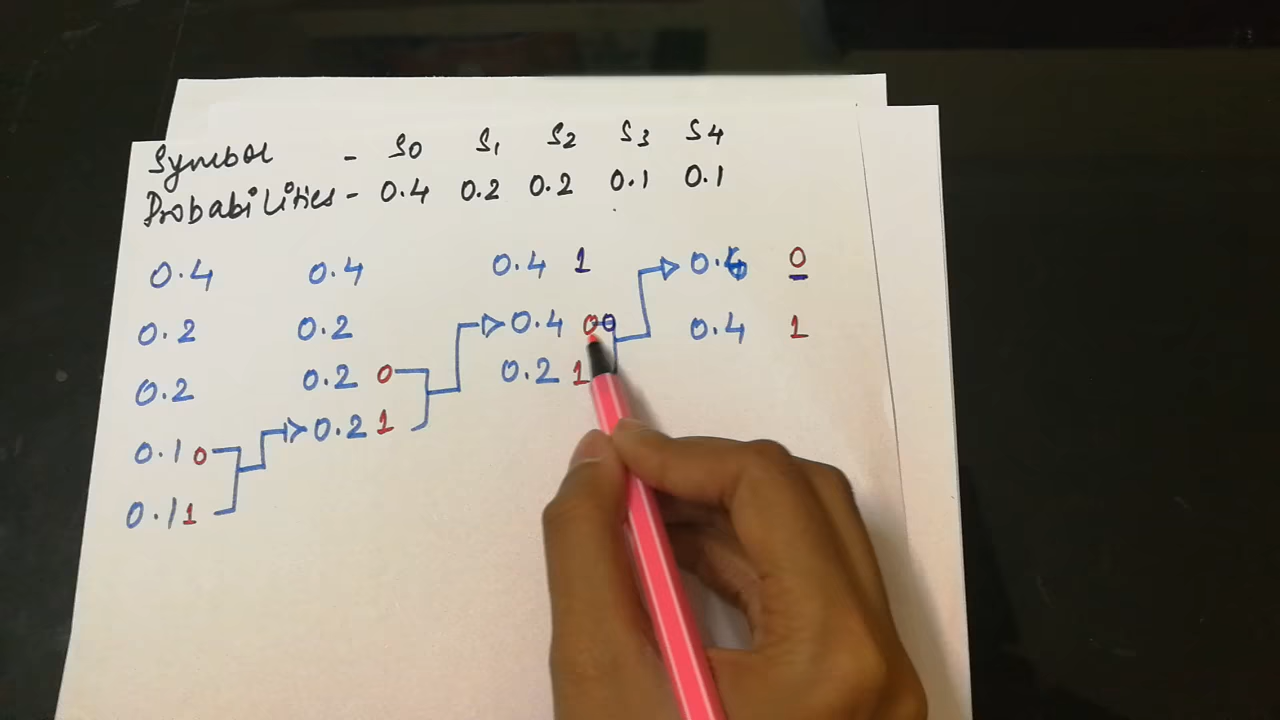 Symbol - S0 S1 S2 S3 S4
Probabilities - 0.4 0.2 0.2 0.1 0.1
0.4 0.4 0.4 1 0.6 0
0.2 0.2 0.4 00 0.4 1
0.2 0.2 0 0.2 1
0.1 0 0.2 1
0.1 1